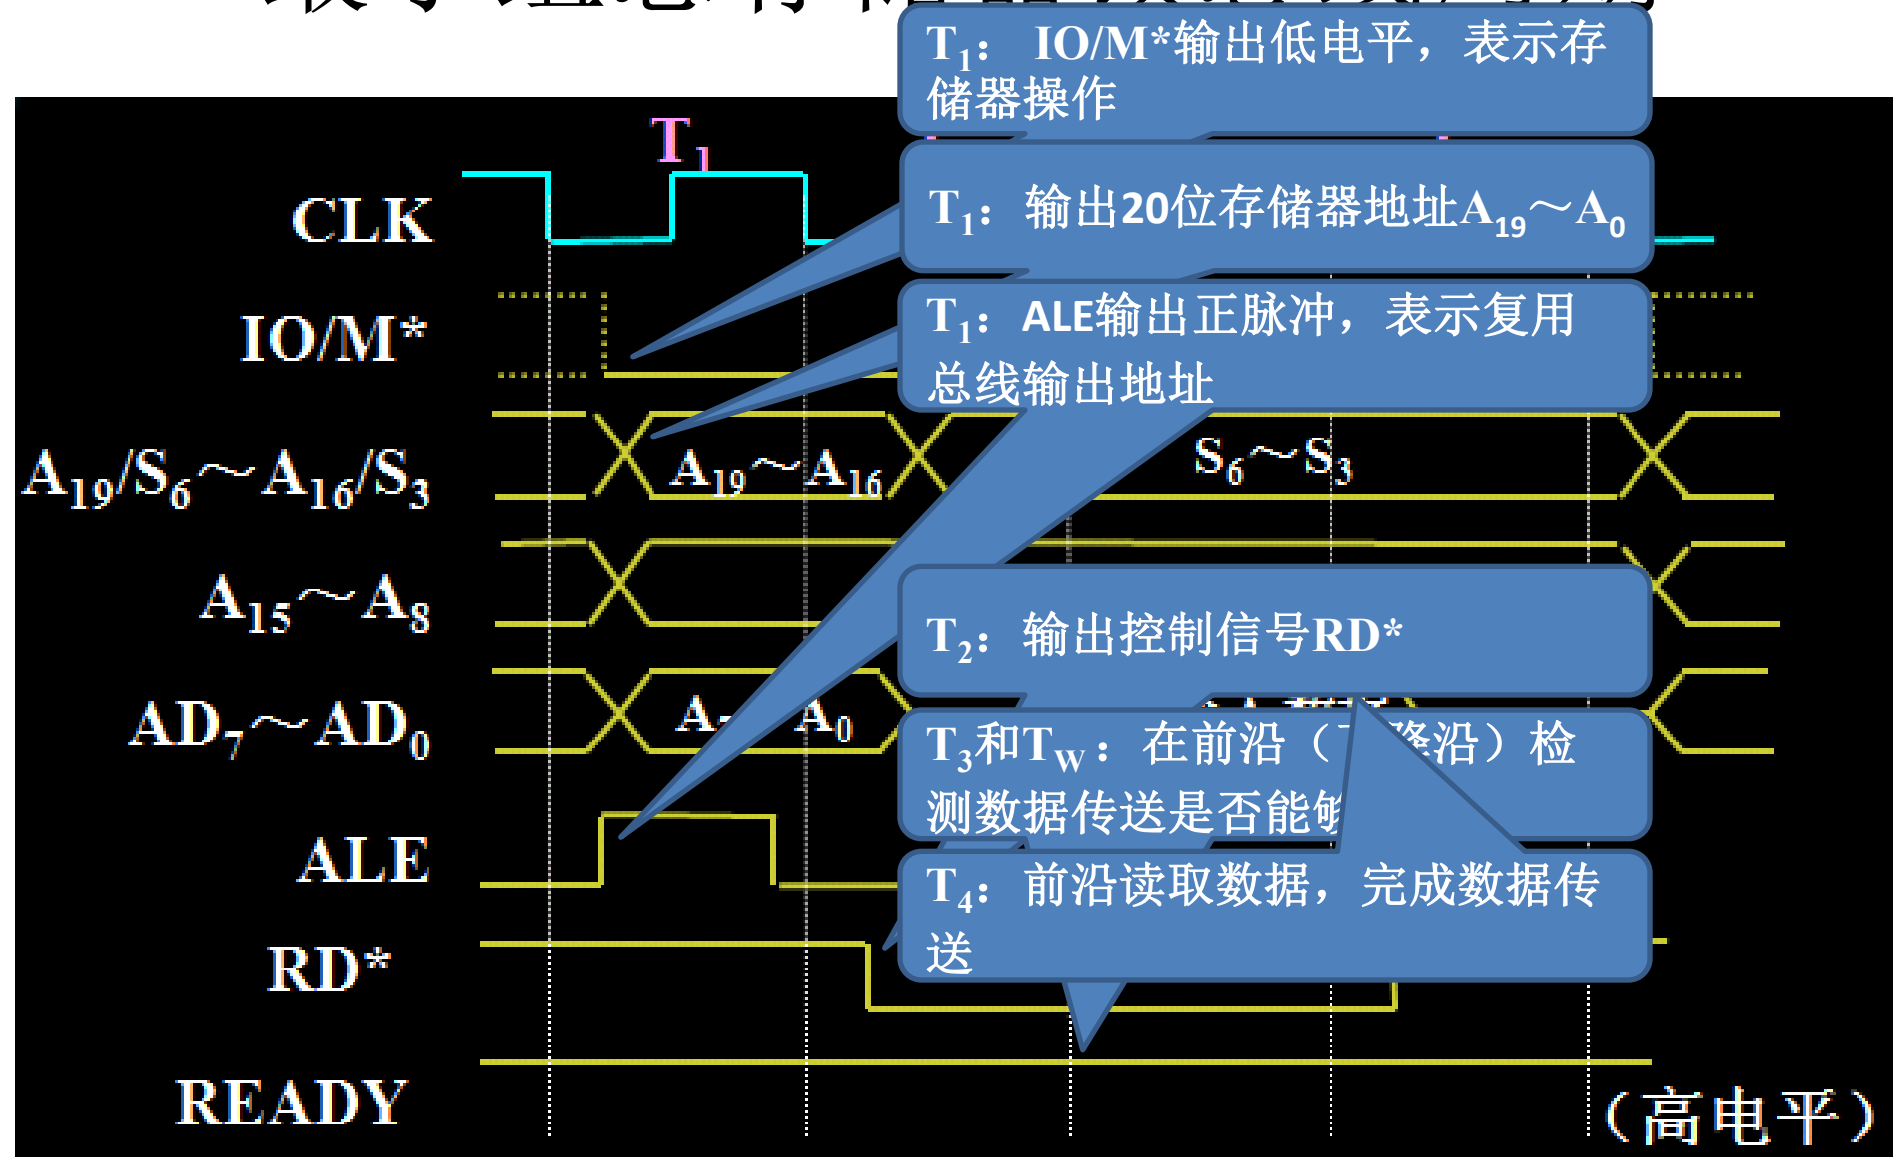 T₁： IO/M*输出低电平，表示存
储器操作
T₁
T₁：输出20位存储器地址A₁₉～A₀
CLK
T₁：ALE输出正脉冲，表示复用
总线输出地址
IO/M*
A₁₉/S₆～A₁₆/S₃
A₁₉～A₁₆
S₆～S₃
A₁₅～A₈
T₂：输出控制信号RD*
AD₇～AD₀
A₀
T₃和T_W：在前沿（降沿）检
测数据传送是否能够
ALE
T₄：前沿读取数据，完成数据传
送
RD*
READY
（高电平）